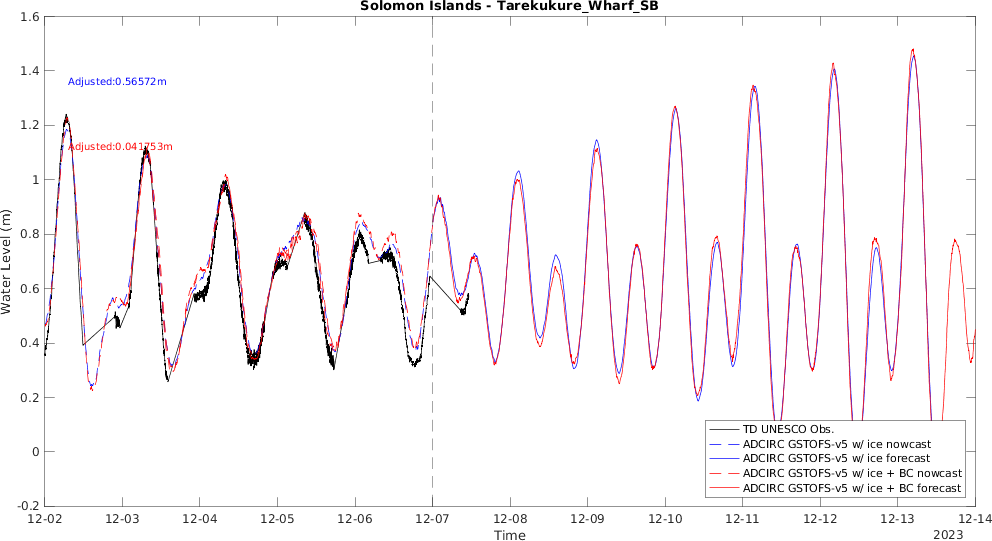 Solomon Islands - Tarekukure_Wharf_SB
1.6
1.4
1.2
1
0.8
0.6
0.4
0.2
0
-0.2
Water Level (m)
Adjusted:0.56572m
Adjusted:0.041753m
TD UNESCO Obs.
ADCIRC GSTOFS-v5 w/ ice nowcast
ADCIRC GSTOFS-v5 w/ ice forecast
ADCIRC GSTOFS-v5 w/ ice + BC nowcast
ADCIRC GSTOFS-v5 w/ ice + BC forecast
12-02 12-03 12-04 12-05 12-06 12-07 12-08 12-09 12-10 12-11 12-12 12-13 12-14
Time
2023